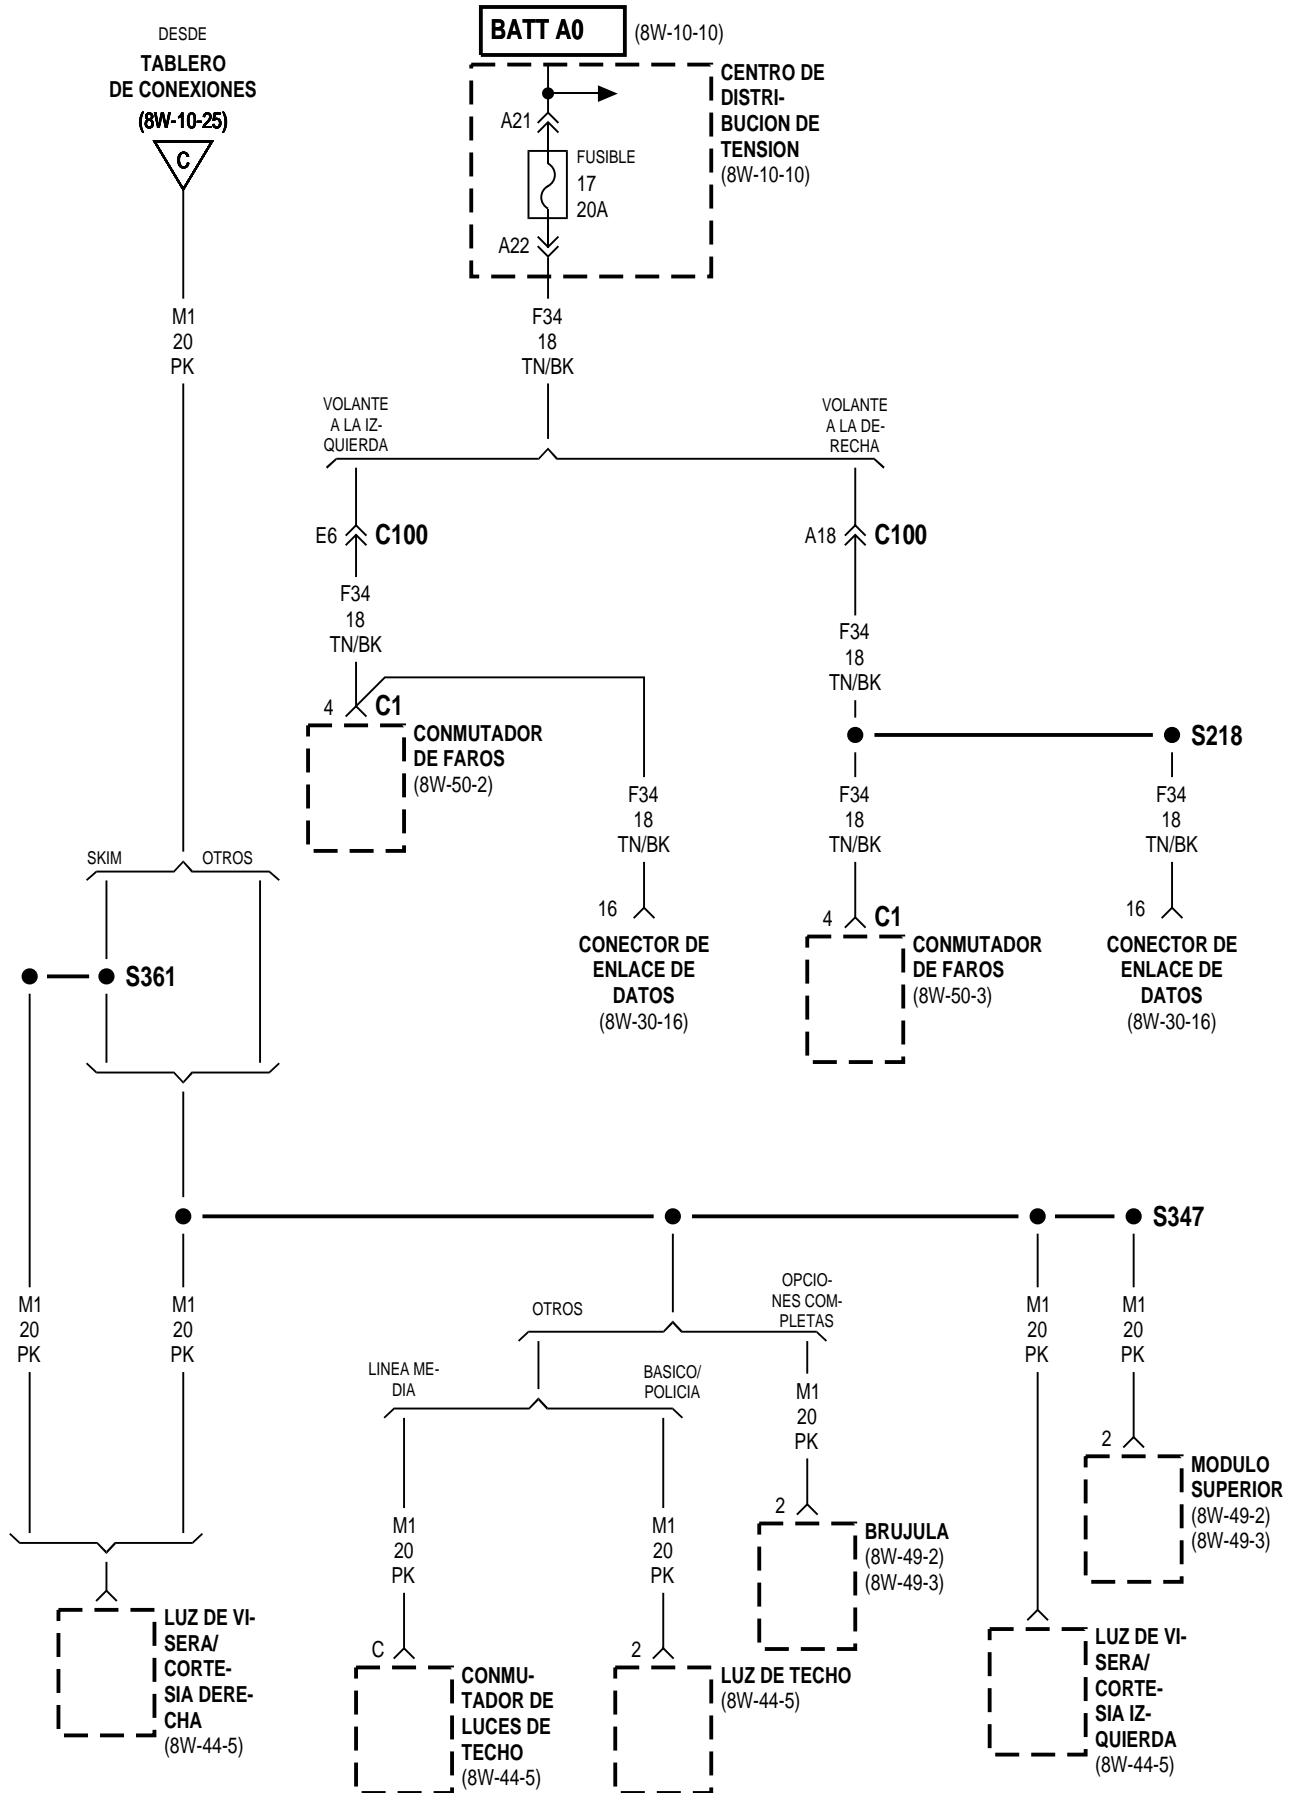 DESDE
TABLERO
DE CONEXIONES
(8W-10-25)
C
BATT A0
(8W-10-10)
CENTRO DE
DISTRI-
BUCION DE
TENSION
(8W-10-10)
A21
FUSIBLE
17
20A
A22
M1
20
PK
F34
18
TN/BK
VOLANTE
A LA IZ-
QUIERDA
VOLANTE
A LA DE-
RECHA
E6
C100
A18
C100
F34
18
TN/BK
F34
18
TN/BK
4
C1
CONMUTADOR
DE FAROS
(8W-50-2)
S218
F34
18
TN/BK
F34
18
TN/BK
F34
18
TN/BK
SKIM
OTROS
16
CONECTOR DE
ENLACE DE
DATOS
(8W-30-16)
4
C1
CONMUTADOR
DE FAROS
(8W-50-3)
16
CONECTOR DE
ENLACE DE
DATOS
(8W-30-16)
S361
S347
M1
20
PK
M1
20
PK
OTROS
OPCIO-
NES COM-
PLETAS
M1
20
PK
M1
20
PK
LINEA ME-
DIA
BASICO/
POLICIA
M1
20
PK
2
MODULO
SUPERIOR
(8W-49-2)
(8W-49-3)
M1
20
PK
M1
20
PK
2
BRUJULA
(8W-49-2)
(8W-49-3)
LUZ DE VI-
SERA/
CORTE-
SIA DERE-
CHA
(8W-44-5)
C
CONMU-
TADOR DE
LUCES DE
TECHO
(8W-44-5)
2
LUZ DE TECHO
(8W-44-5)
LUZ DE VI-
SERA/
CORTE-
SIA IZ-
QUIERDA
(8W-44-5)